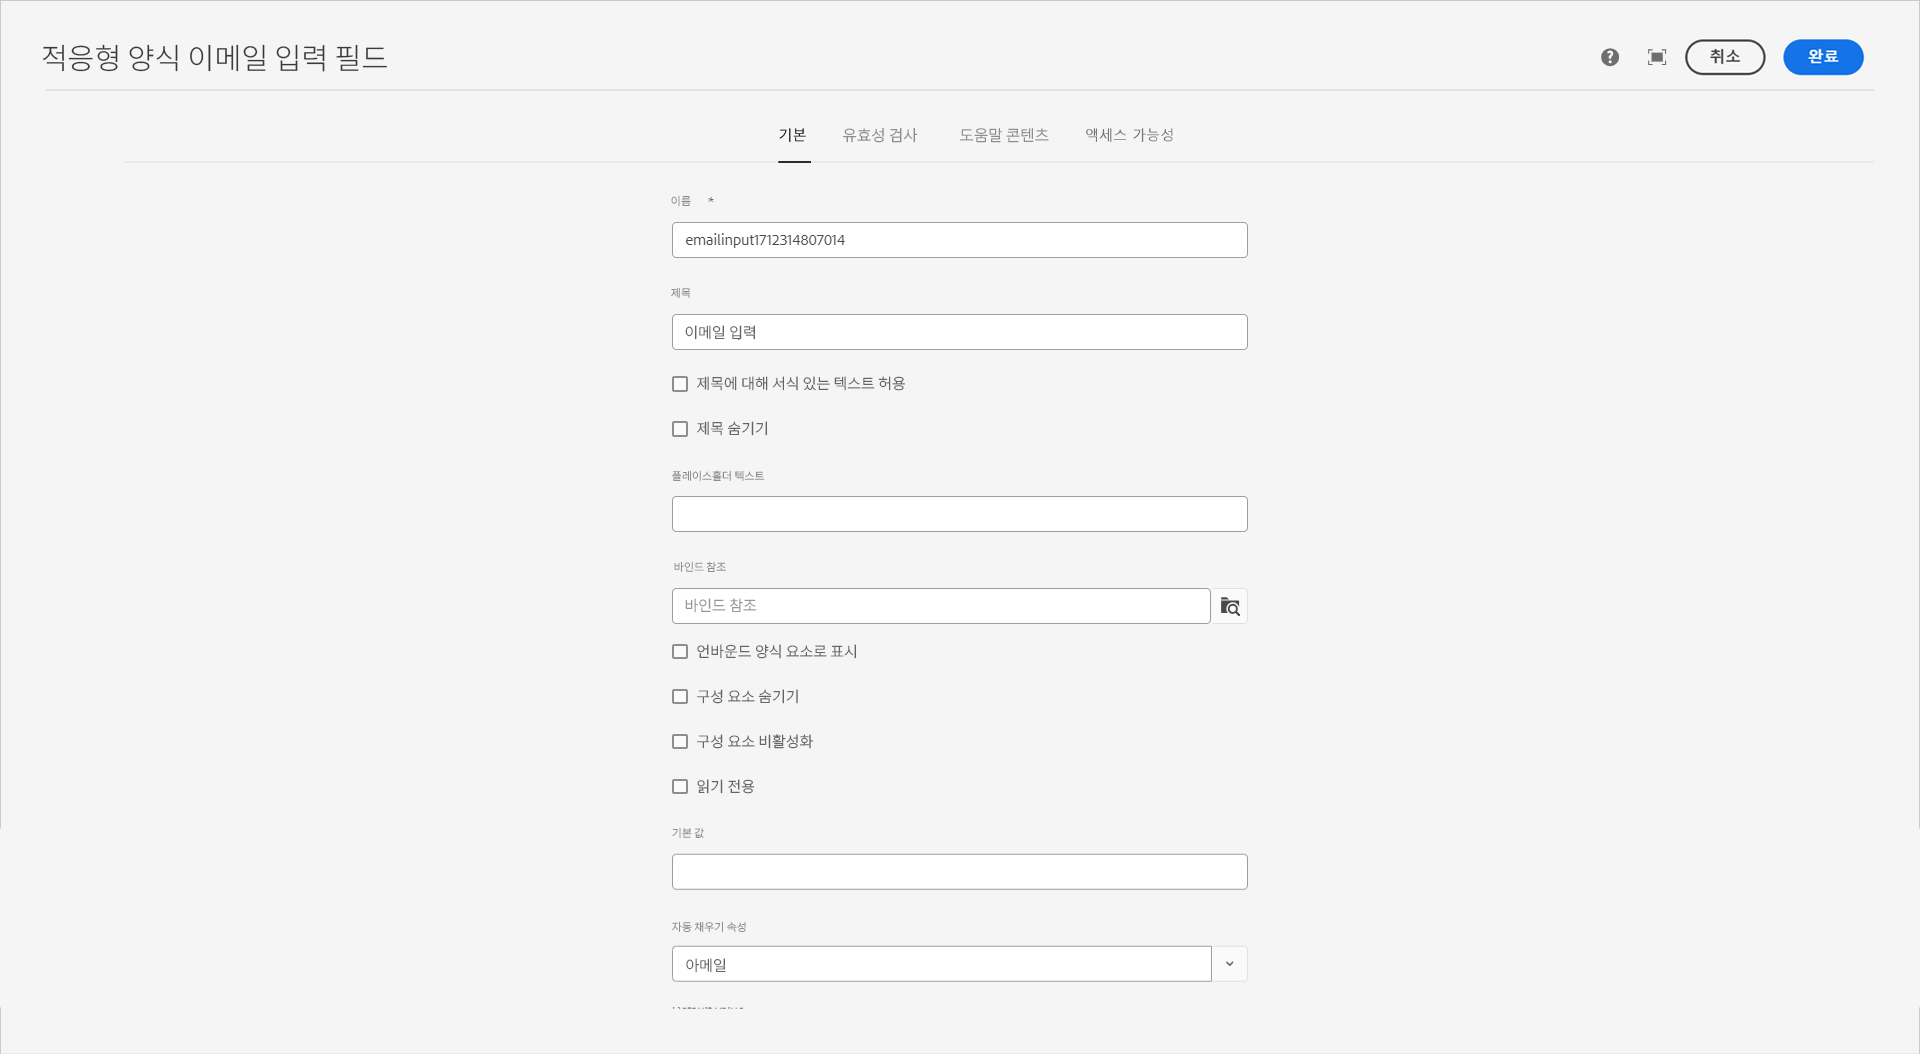 적응형 양식 이메일 입력 필드
취소
완료
기본 유효성 검사 도움말 콘텐츠 액세스 가능성
이름 *
emailinput1712314807014
제목
이메일 입력
제목에 대해 서식 있는 텍스트 허용
제목 숨기기
플레이스홀더 텍스트
바인드 참조
바인드 참조
언바운드 양식 요소로 표시
구성 요소 숨기기
구성 요소 비활성화
읽기 전용
기본 값
자동 채우기 속성
아메일